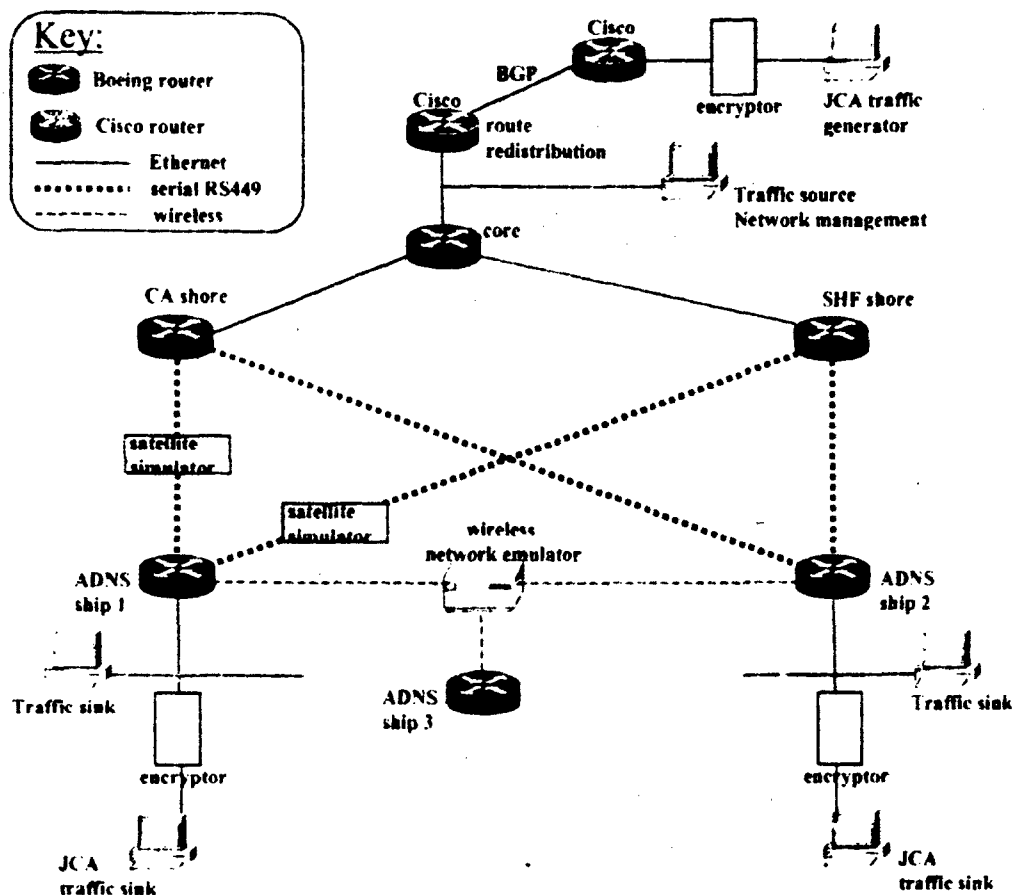 Key:
Boeing router
Cisco router
Ethernet
serial RS449
wireless
Cisco
BGP
encryptor
JCA traffic
generator
Cisco
route
redistribution
Traffic source
Network management
core
CA shore
SHF shore
satellite
simulator
satellite
simulator
wireless
network emulator
ADNS
ship 1
ADNS
ship 2
Traffic sink
ADNS
ship 3
Traffic sink
encryptor
encryptor
JCA
traffic sink
JCA
traffic sink